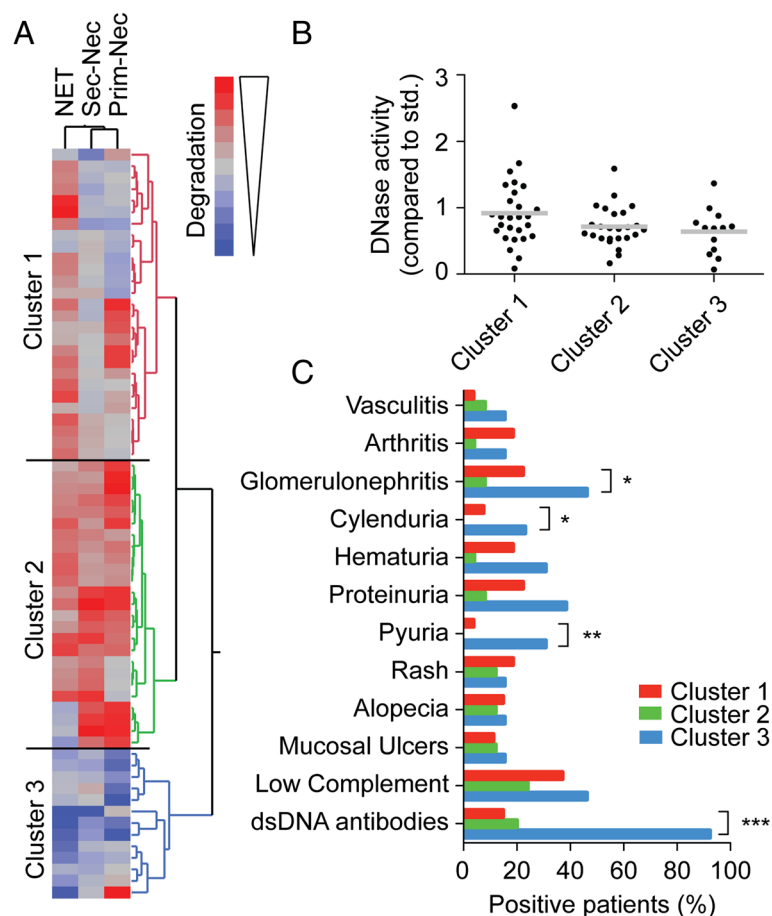 A
NET
Sec-Nec
Prim-Nec
Degradation
Cluster 1
Cluster 2
Cluster 3
B
DNase activity
(compared to std.)
3
2
1
0
Cluster 1
Cluster 2
Cluster 3
C
Vasculitis
Arthritis
Glomerulonephritis
*
Cylenduria
*
Hematuria
Proteinuria
Pyuria
**
Rash
Alopecia
Mucosal Ulcers
Low Complement
dsDNA antibodies
***
Cluster 1
Cluster 2
Cluster 3
0 20 40 60 80 100
Positive patients (%)